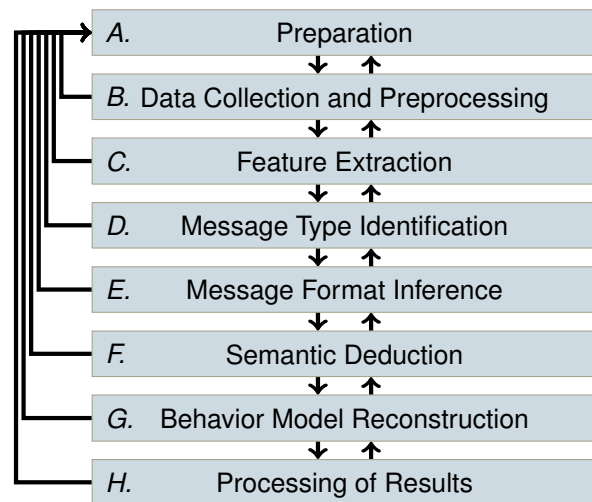 A. Preparation
B. Data Collection and Preprocessing
C. Feature Extraction
D. Message Type Identification
E. Message Format Inference
F. Semantic Deduction
G. Behavior Model Reconstruction
H. Processing of Results